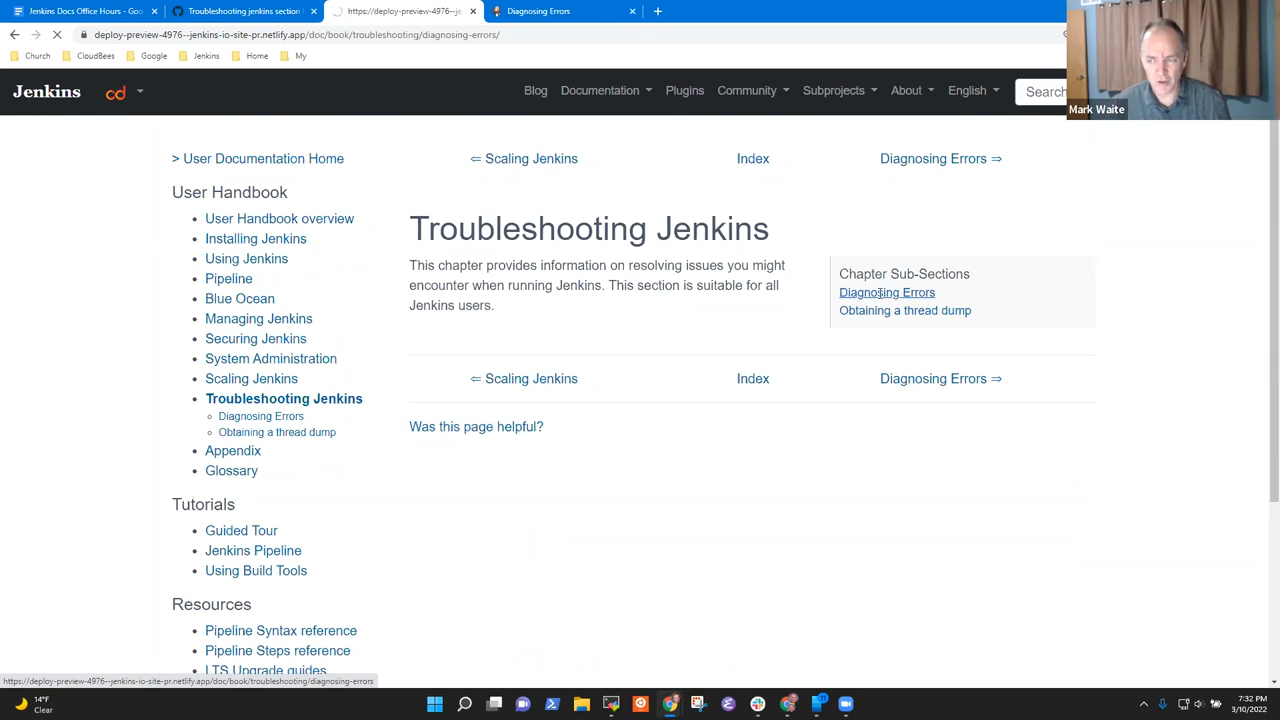 Jenkins Docs Office Hours - Goo
Troubleshooting jenkins section
https://deploy-preview-4976--je
Diagnosing Errors
deploy-preview-4976--jenkins-io-site-pr.netlify.app/doc/book/troubleshooting/diagnosing-errors/
Church
CloudBees
Google
Jenkins
Home
My
Jenkins
cd
Blog
Documentation
Plugins
Community
Subprojects
About
English
Search
Mark Waite
> User Documentation Home
⇐ Scaling Jenkins
Index
Diagnosing Errors ⇒
User Handbook
User Handbook overview
Installing Jenkins
Using Jenkins
Pipeline
Blue Ocean
Managing Jenkins
Securing Jenkins
System Administration
Scaling Jenkins
Troubleshooting Jenkins
Diagnosing Errors
Obtaining a thread dump
Appendix
Glossary
Tutorials
Guided Tour
Jenkins Pipeline
Using Build Tools
Resources
Pipeline Syntax reference
Pipeline Steps reference
LTS Upgrade guides
Troubleshooting Jenkins
This chapter provides information on resolving issues you might
encounter when running Jenkins. This section is suitable for all
Jenkins users.
Chapter Sub-Sections
Diagnosing Errors
Obtaining a thread dump
⇐ Scaling Jenkins
Index
Diagnosing Errors ⇒
Was this page helpful?
https://deploy-preview-4976--jenkins-io-site-pr.netlify.app/doc/book/troubleshooting/diagnosing-errors
14°F
Clear
7:32 PM
3/10/2022